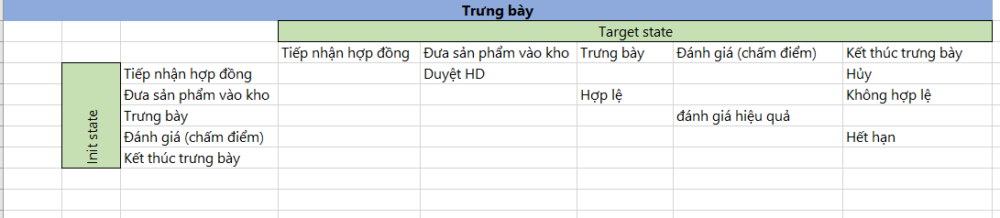 Trưng bày
Target state
Tiếp nhận hợp đồng Đưa sản phẩm vào kho Trưng bày Đánh giá (chấm điểm) Kết thúc trưng bày
Init state
Tiếp nhận hợp đồng Duyệt HD Hủy
Đưa sản phẩm vào kho Hợp lệ Không hợp lệ
Trưng bày đánh giá hiệu quả
Đánh giá (chấm điểm) Hết hạn
Kết thúc trưng bày